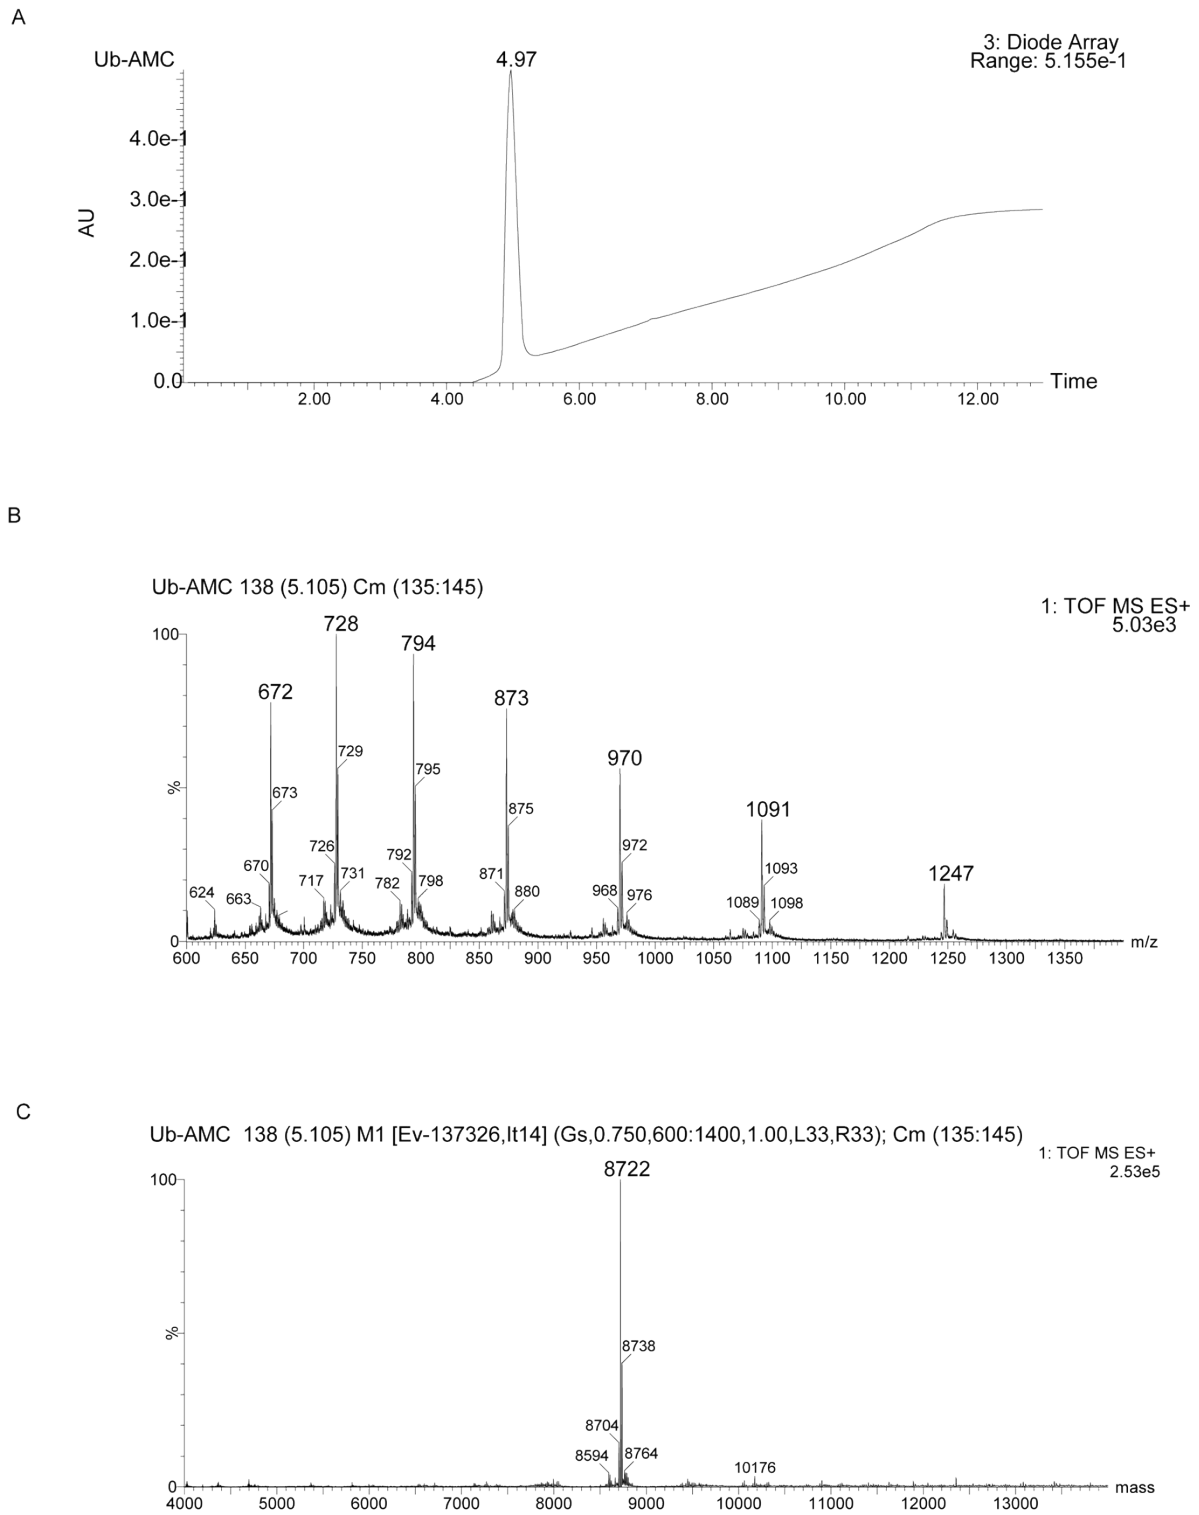 A
Ub-AMC
4.97
3: Diode Array
Range: 5.155e-1
4.0e-1
3.0e-1
AU
2.0e-1
1.0e-1
0.0
Time
2.00 4.00 6.00 8.00 10.00 12.00
B
Ub-AMC 138 (5.105) Cm (135:145)
1: TOF MS ES+
5.03e3
100
728
794
672
873
729
970
795
%
673
875
1091
726
972
792
670
731
871
1093
1247
717
782
798
880
968
976
624
663
1089
1098
0
m/z
600 650 700 750 800 850 900 950 1000 1050 1100 1150 1200 1250 1300 1350
C
Ub-AMC 138 (5.105) M1 [Ev-137326,It14] (Gs,0.750,600:1400,1.00,L33,R33); Cm (135:145)
1: TOF MS ES+
2.53e5
8722
100
%
8738
8704
8594
8764
10176
0
mass
4000 5000 6000 7000 8000 9000 10000 11000 12000 13000